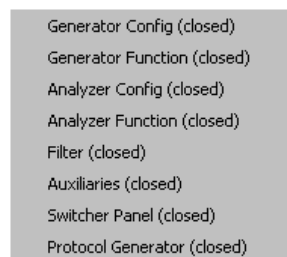 Generator Config (closed)
Generator Function (closed)
Analyzer Config (closed)
Analyzer Function (closed)
Filter (closed)
Auxiliaries (closed)
Switcher Panel (closed)
Protocol Generator (closed)